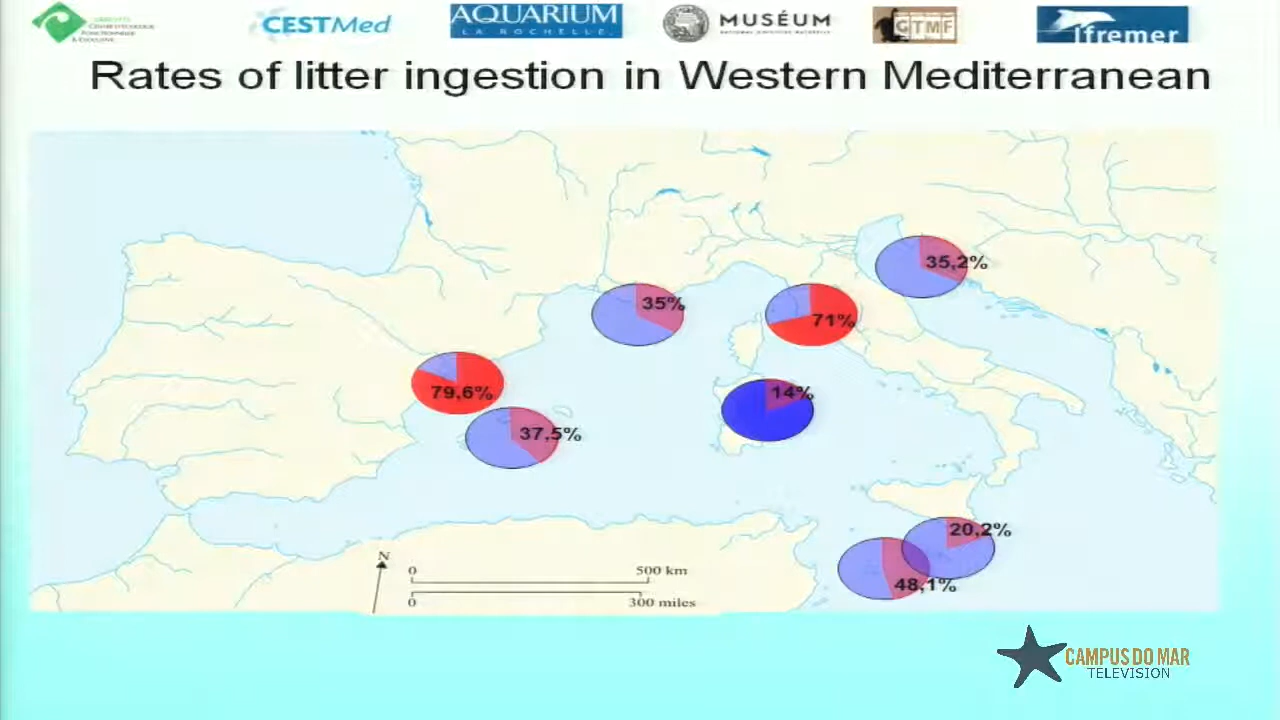 CESTMed
AQUARIUM
LA ROCHELLE
MUSÉUM
GTMF
Ifremer
Rates of litter ingestion in Western Mediterranean
35,2%
35%
71%
79,6%
14%
37,5%
20,2%
48,1%
N
0 500 km
0 300 miles
CAMPUS DO MAR
TELEVISION